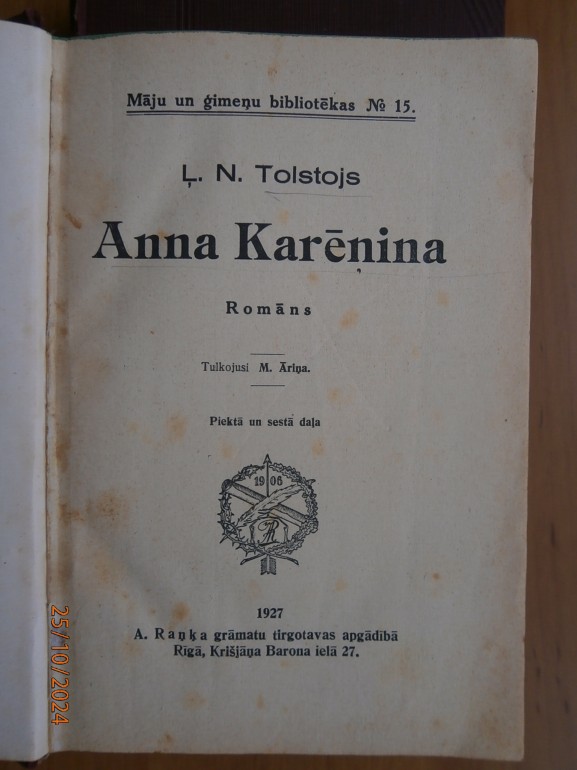 Māju un ģimeņu bibliotēkas № 15.
Ļ. N. Tolstojs
Anna Karēņina
Romāns
Tulkojusi M. Āriņa.
Piektā un sestā daļa
1906
1927
A. Raņķa grāmatu tirgotavas apgādībā
Rīgā, Krišjāņa Barona ielā 27.
25/10/2024